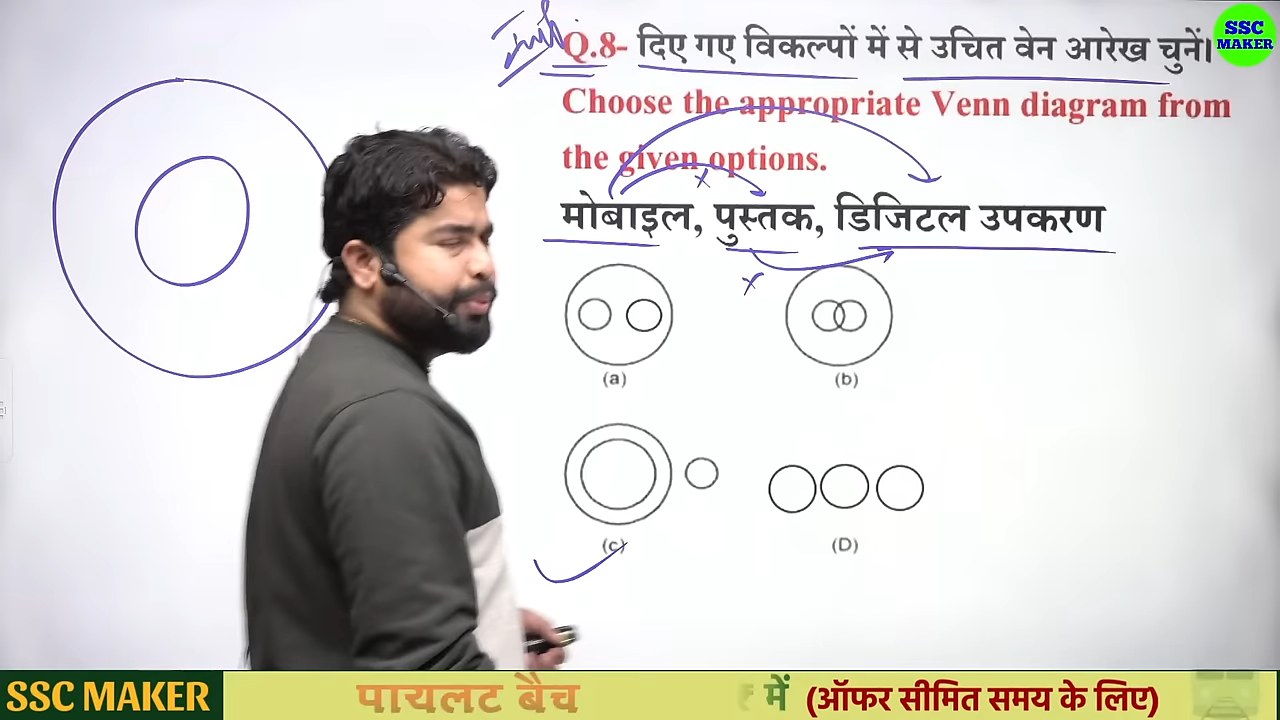 Q.8- दिए गए विकल्पों में से उचित वेन आरेख चुनें।
SSC
MAKER
Choose the appropriate Venn diagram from
the given options.
मोबाइल, पुस्तक, डिजिटल उपकरण
(a)
(b)
(c)
(D)
SSC MAKER
पायलट बैच
में (ऑफर सीमित समय के लिए)